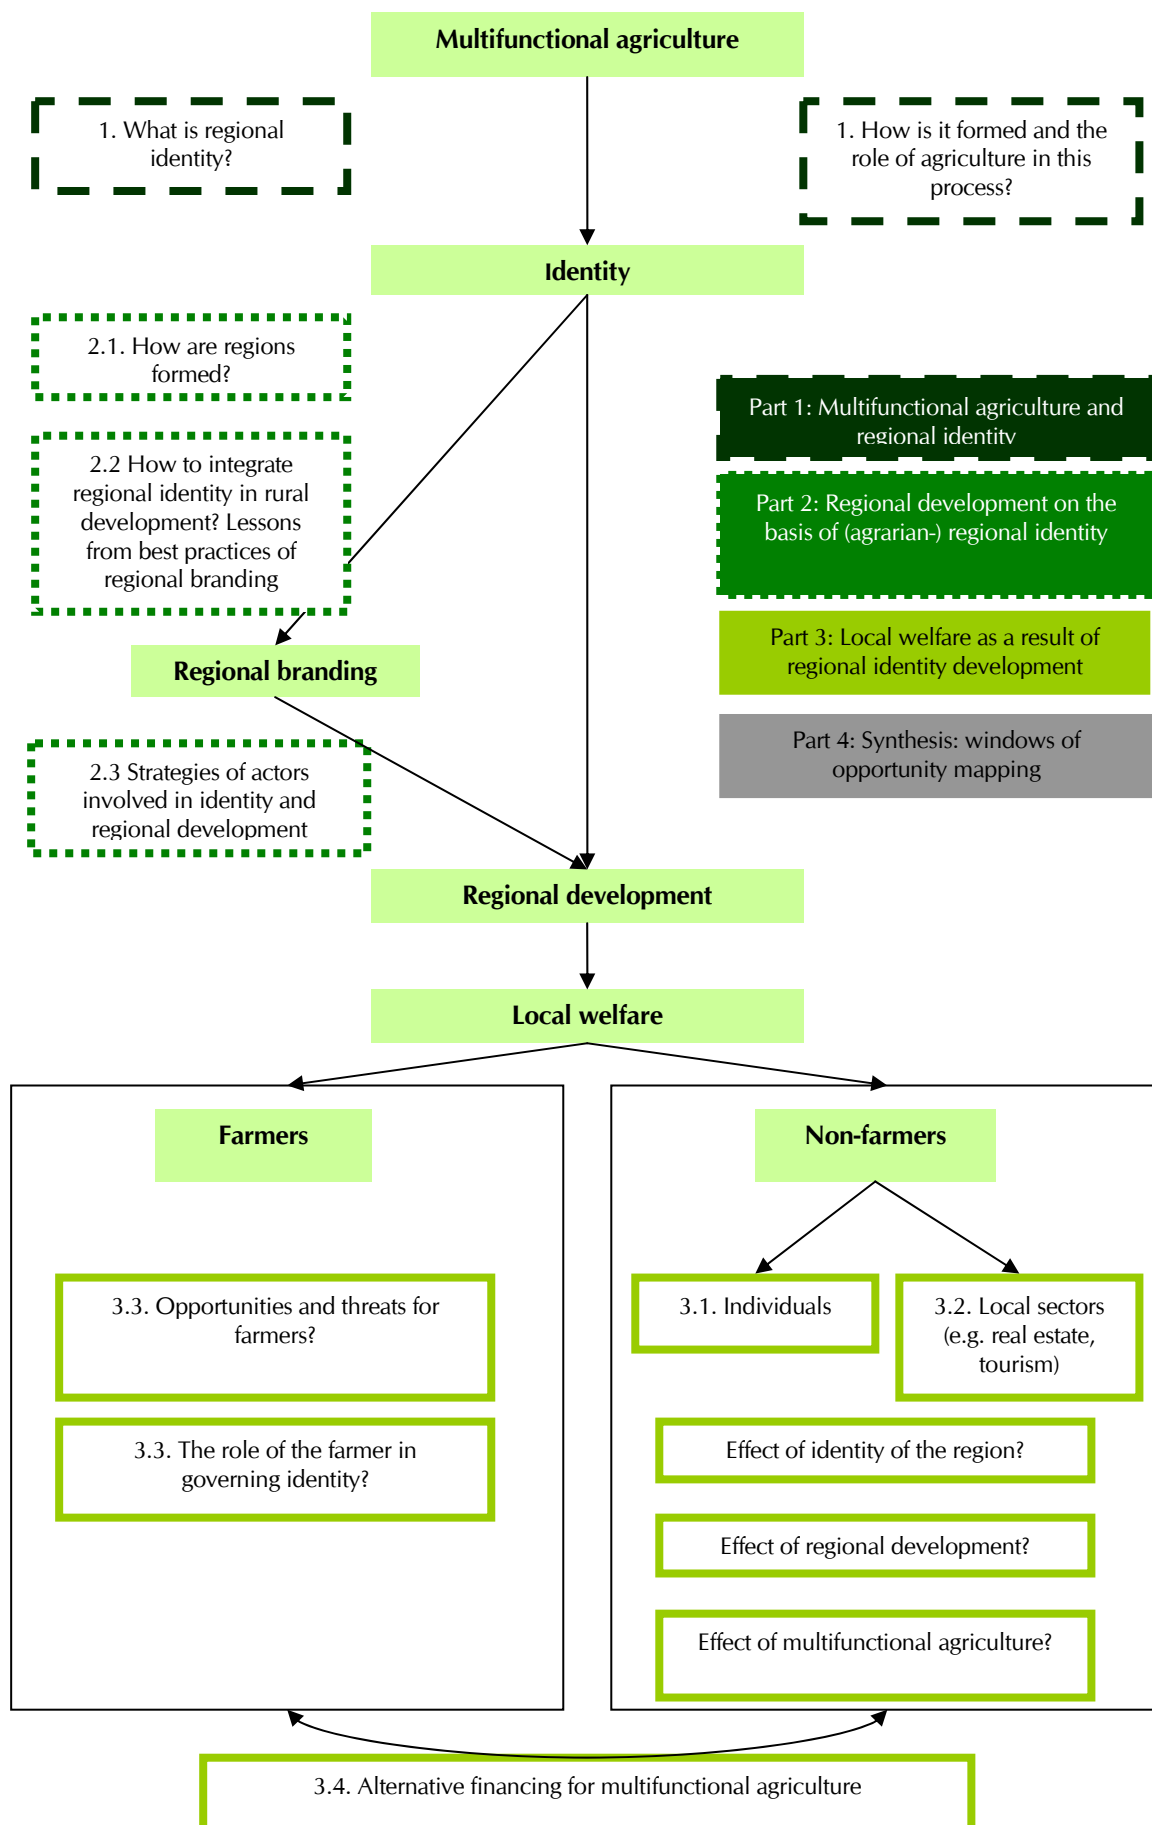 Multifunctional agriculture
1. What is regional
identity?
1. How is it formed and the
role of agriculture in this
process?
Identity
2.1. How are regions
formed?
2.2 How to integrate
regional identity in rural
development? Lessons
from best practices of
regional branding
Part 1: Multifunctional agriculture and
regional identity
Part 2: Regional development on the
basis of (agrarian-) regional identity
Part 3: Local welfare as a result of
regional identity development
Part 4: Synthesis: windows of
opportunity mapping
Regional branding
2.3 Strategies of actors
involved in identity and
regional development
Regional development
Local welfare
Farmers
Non-farmers
3.3. Opportunities and threats for
farmers?
3.3. The role of the farmer in
governing identity?
3.1. Individuals
3.2. Local sectors
(e.g. real estate,
tourism)
Effect of identity of the region?
Effect of regional development?
Effect of multifunctional agriculture?
3.4. Alternative financing for multifunctional agriculture